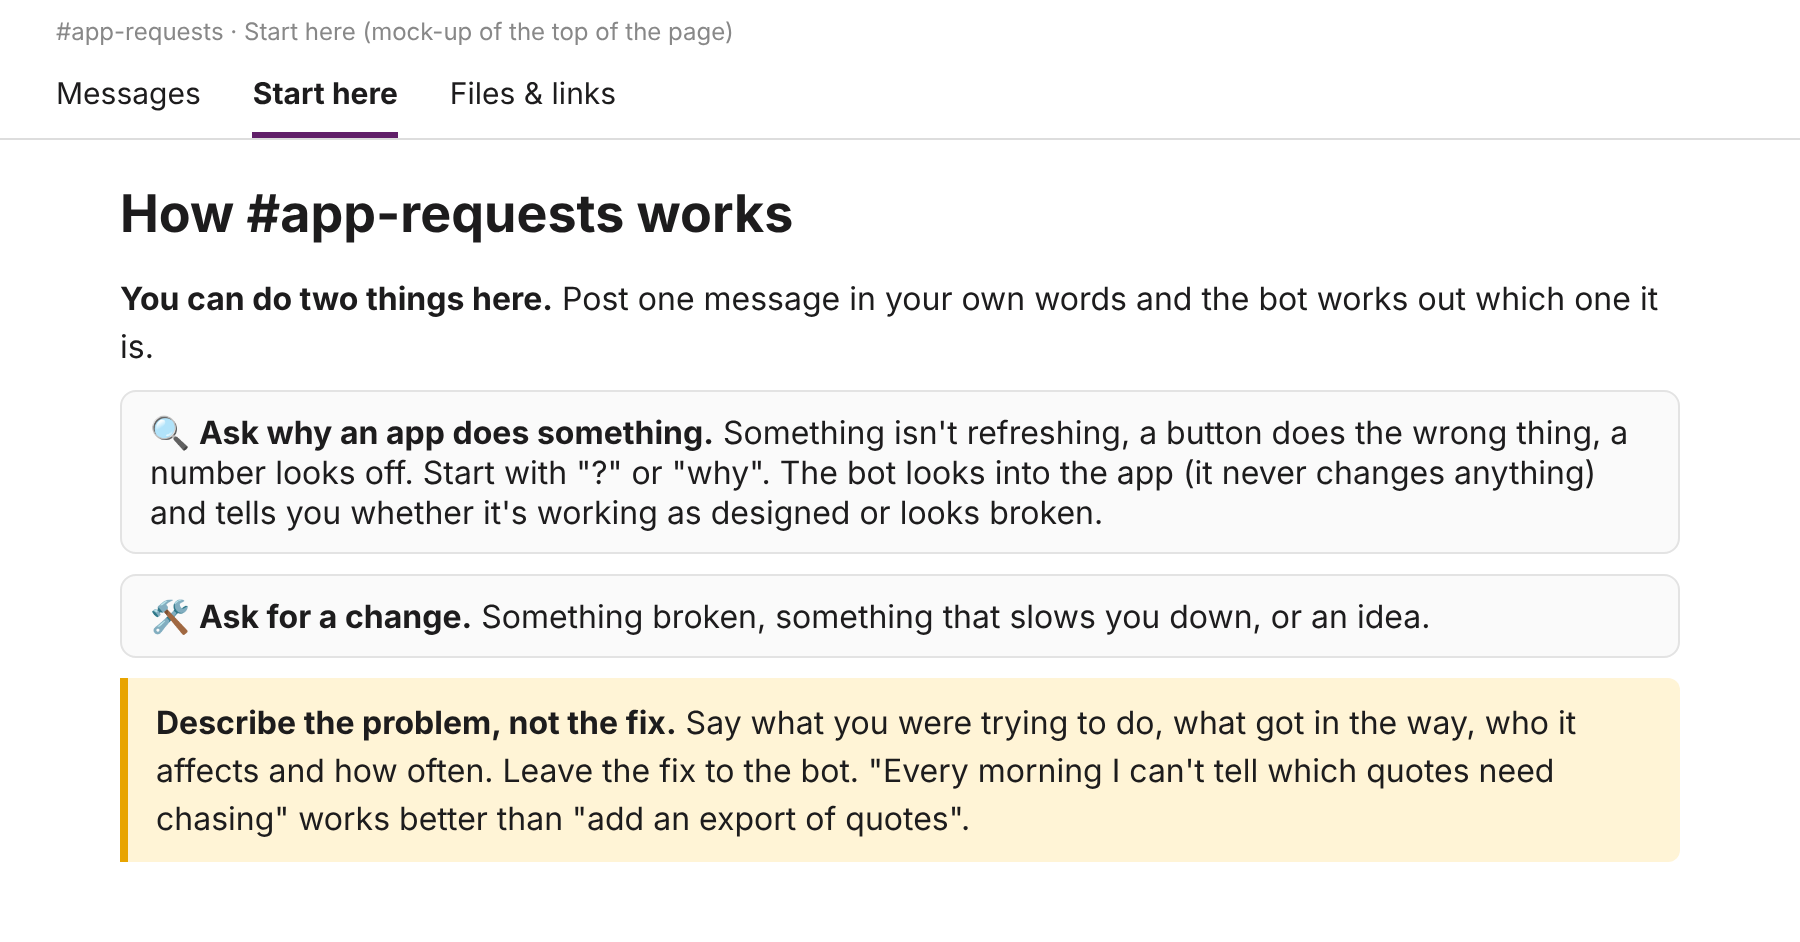 #app-requests · Start here (mock-up of the top of the page)
Messages Start here Files & links
How #app-requests works
You can do two things here. Post one message in your own words and the bot works out which one it
is.
🔍 Ask why an app does something. Something isn't refreshing, a button does the wrong thing, a
number looks off. Start with "?" or "why". The bot looks into the app (it never changes anything)
and tells you whether it's working as designed or looks broken.
🛠️ Ask for a change. Something broken, something that slows you down, or an idea.
Describe the problem, not the fix. Say what you were trying to do, what got in the way, who it
affects and how often. Leave the fix to the bot. "Every morning I can't tell which quotes need
chasing" works better than "add an export of quotes".